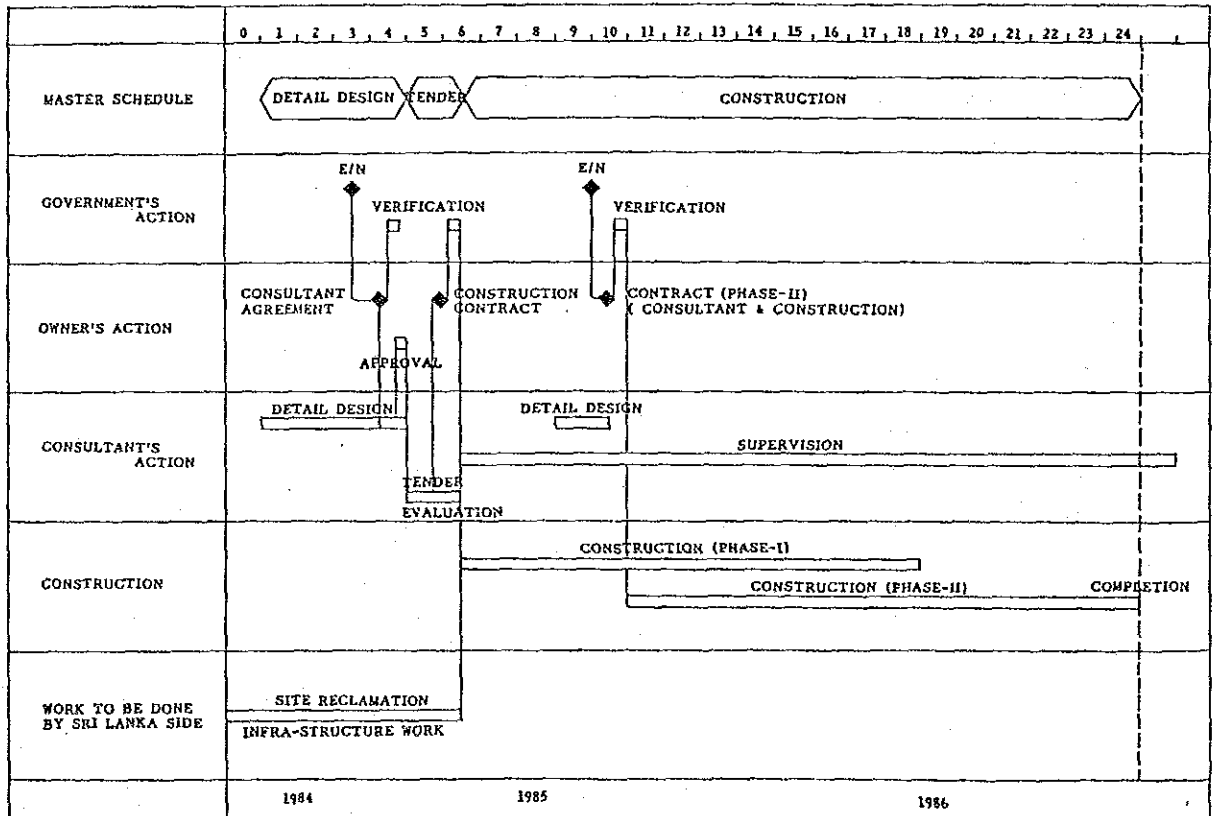 0 1 2 3 4 5 6 7 8 9 10 11 12 13 14 15 16 17 18 19 20 21 22 23 24
MASTER SCHEDULE
DETAIL DESIGN
TENDER
CONSTRUCTION
GOVERNMENT'S
ACTION
E/N
VERIFICATION
E/N
VERIFICATION
OWNER'S ACTION
CONSULTANT
AGREEMENT
CONSTRUCTION
CONTRACT
CONTRACT (PHASE-II)
( CONSULTANT & CONSTRUCTION)
APPROVAL
CONSULTANT'S
ACTION
DETAIL DESIGN
DETAIL DESIGN
SUPERVISION
TENDER
EVALUATION
CONSTRUCTION
CONSTRUCTION (PHASE-I)
CONSTRUCTION (PHASE-II)
COMPLETION
WORK TO BE DONE
BY SRI LANKA SIDE
SITE RECLAMATION
INFRA-STRUCTURE WORK
1984 1985 1986